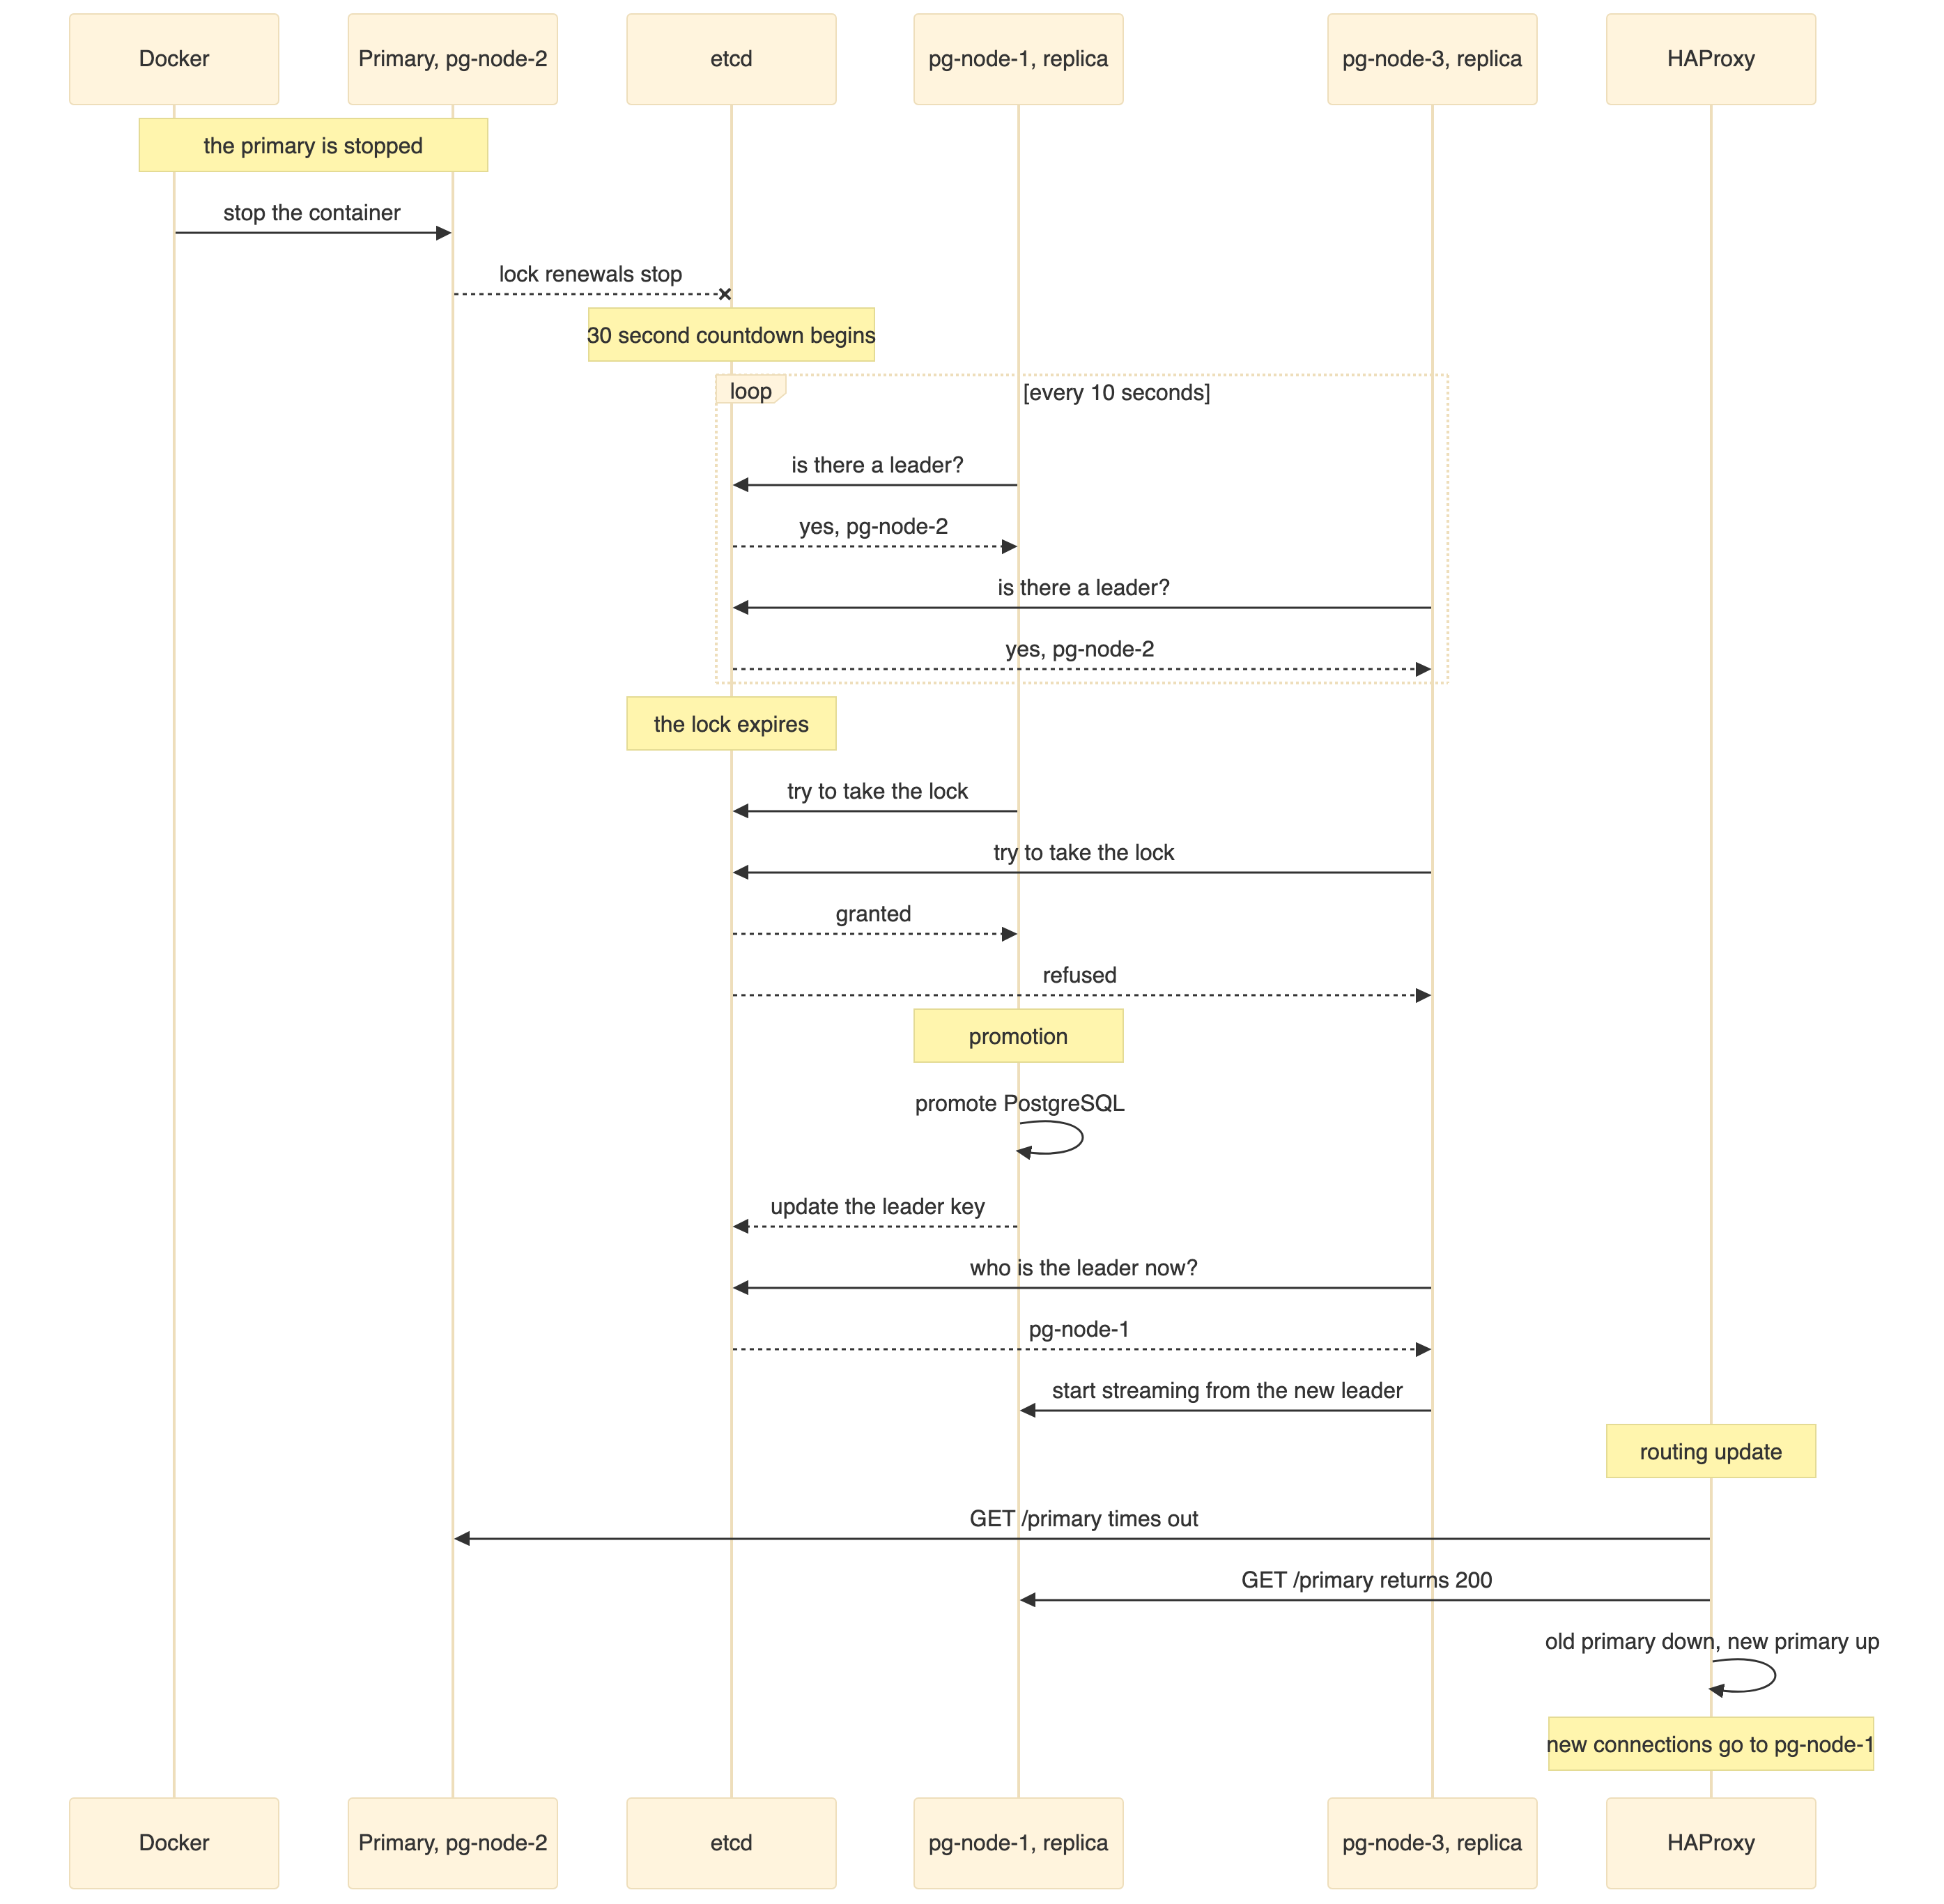 Docker
Primary, pg-node-2
etcd
pg-node-1, replica
pg-node-3, replica
HAProxy
the primary is stopped
stop the container
lock renewals stop
30 second countdown begins
loop
[every 10 seconds]
is there a leader?
yes, pg-node-2
is there a leader?
yes, pg-node-2
the lock expires
try to take the lock
try to take the lock
granted
refused
promotion
promote PostgreSQL
update the leader key
who is the leader now?
pg-node-1
start streaming from the new leader
routing update
GET /primary times out
GET /primary returns 200
old primary down, new primary up
new connections go to pg-node-1
Docker
Primary, pg-node-2
etcd
pg-node-1, replica
pg-node-3, replica
HAProxy